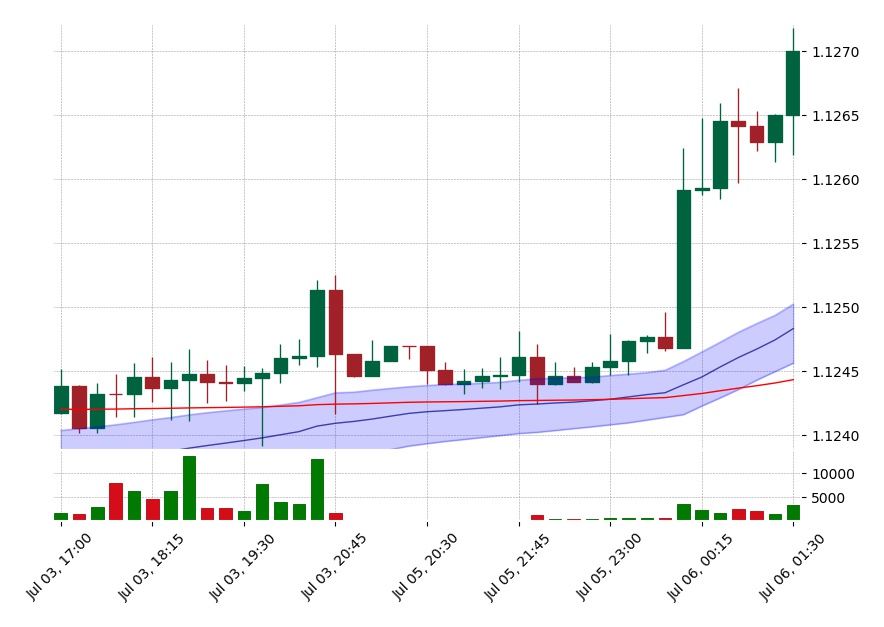 1.1270
1.1265
1.1260
1.1255
1.1250
1.1245
1.1240
10000
5000
Jul 03, 17:00
Jul 03, 18:15
Jul 03, 19:30
Jul 03, 20:45
Jul 05, 20:30
Jul 05, 21:45
Jul 05, 23:00
Jul 06, 00:15
Jul 06, 01:30